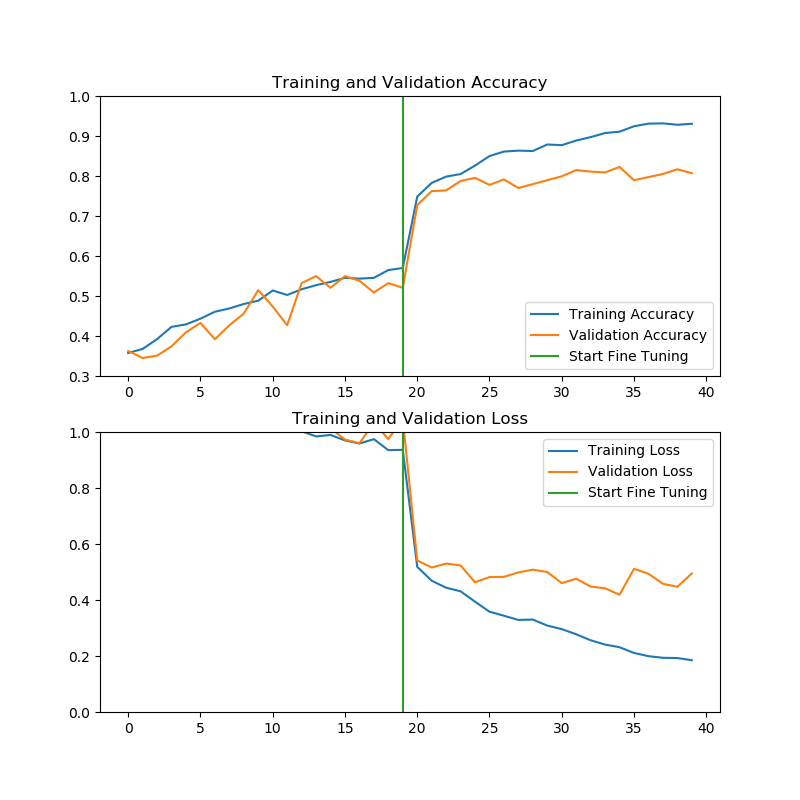 Training and Validation Accuracy
1.0
0.9
0.8
0.7
0.6
0.5
0.4
0.3
Training Accuracy
Validation Accuracy
Start Fine Tuning
0 5 10 15 20 25 30 35 40
Training and Validation Loss
1.0
0.8
0.6
0.4
0.2
0.0
Training Loss
Validation Loss
Start Fine Tuning
0 5 10 15 20 25 30 35 40